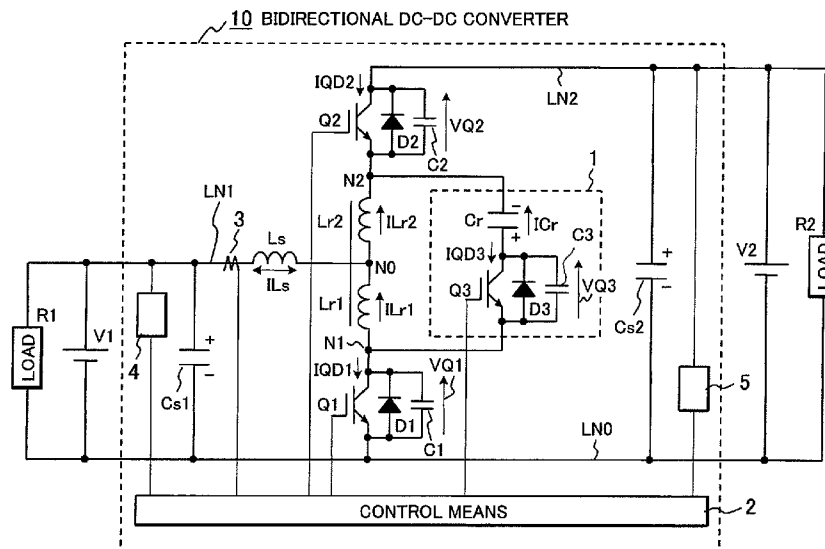 10 BIDIRECTIONAL DC-DC CONVERTER
IQD2
LN2
Q2
D2
VQ2
C2
1
N2
LN1
3
Lr2
ILr2
Cr
−
+
ICr
C3
Ls
IQD3
R2
N0
V2
LOAD
ILs
Q3
D3
VQ3
+
−
Cs2
R1
V1
Lr1
ILr1
LOAD
4
+
−
Cs1
N1
IQD1
VQ1
5
Q1
D1
C1
LN0
CONTROL MEANS
2